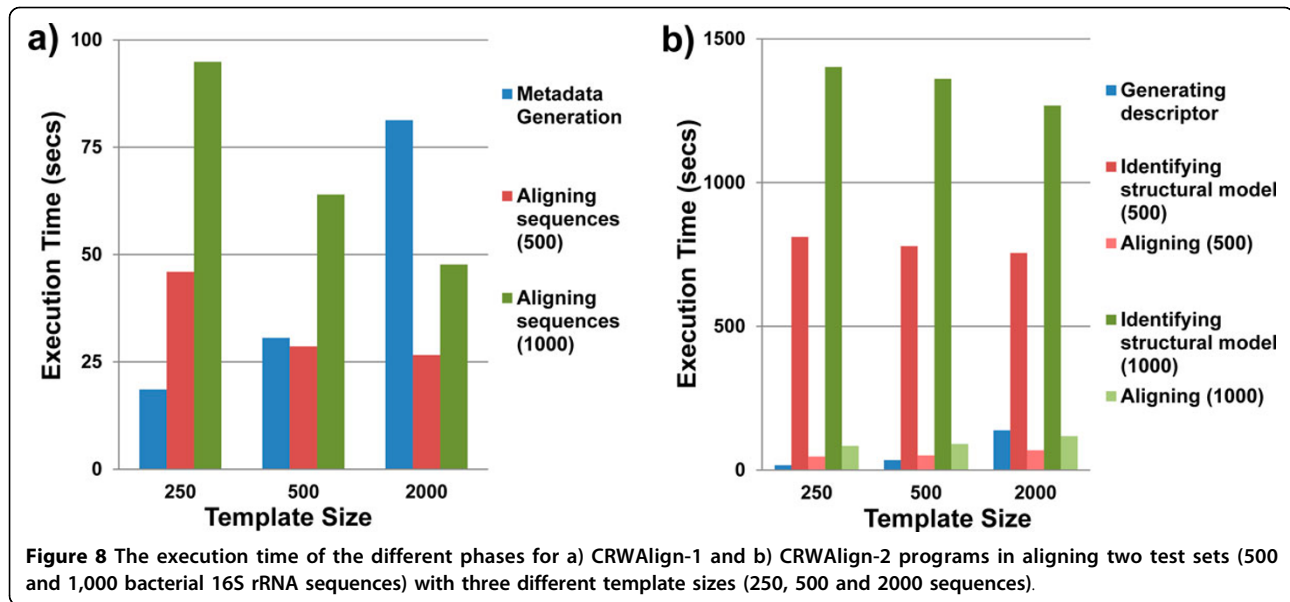 a)
100
75
50
25
0
Execution Time (secs)
250 500 2000
Template Size
Metadada
Generation
Aligning
sequences
(500)
Aligning
sequences
(1000)
b)
1500
1000
500
0
Execution Time (secs)
250 500 2000
Template Size
Generating
descriptor
Identifying
structural model
(500)
Aligning (500)
Identifying
structural model
(1000)
Aligning (1000)
Figure 8 The execution time of the different phases for a) CRWAlign-1 and b) CRWAlign-2 programs in aligning two test sets (500
and 1,000 bacterial 16S rRNA sequences) with three different template sizes (250, 500 and 2000 sequences).